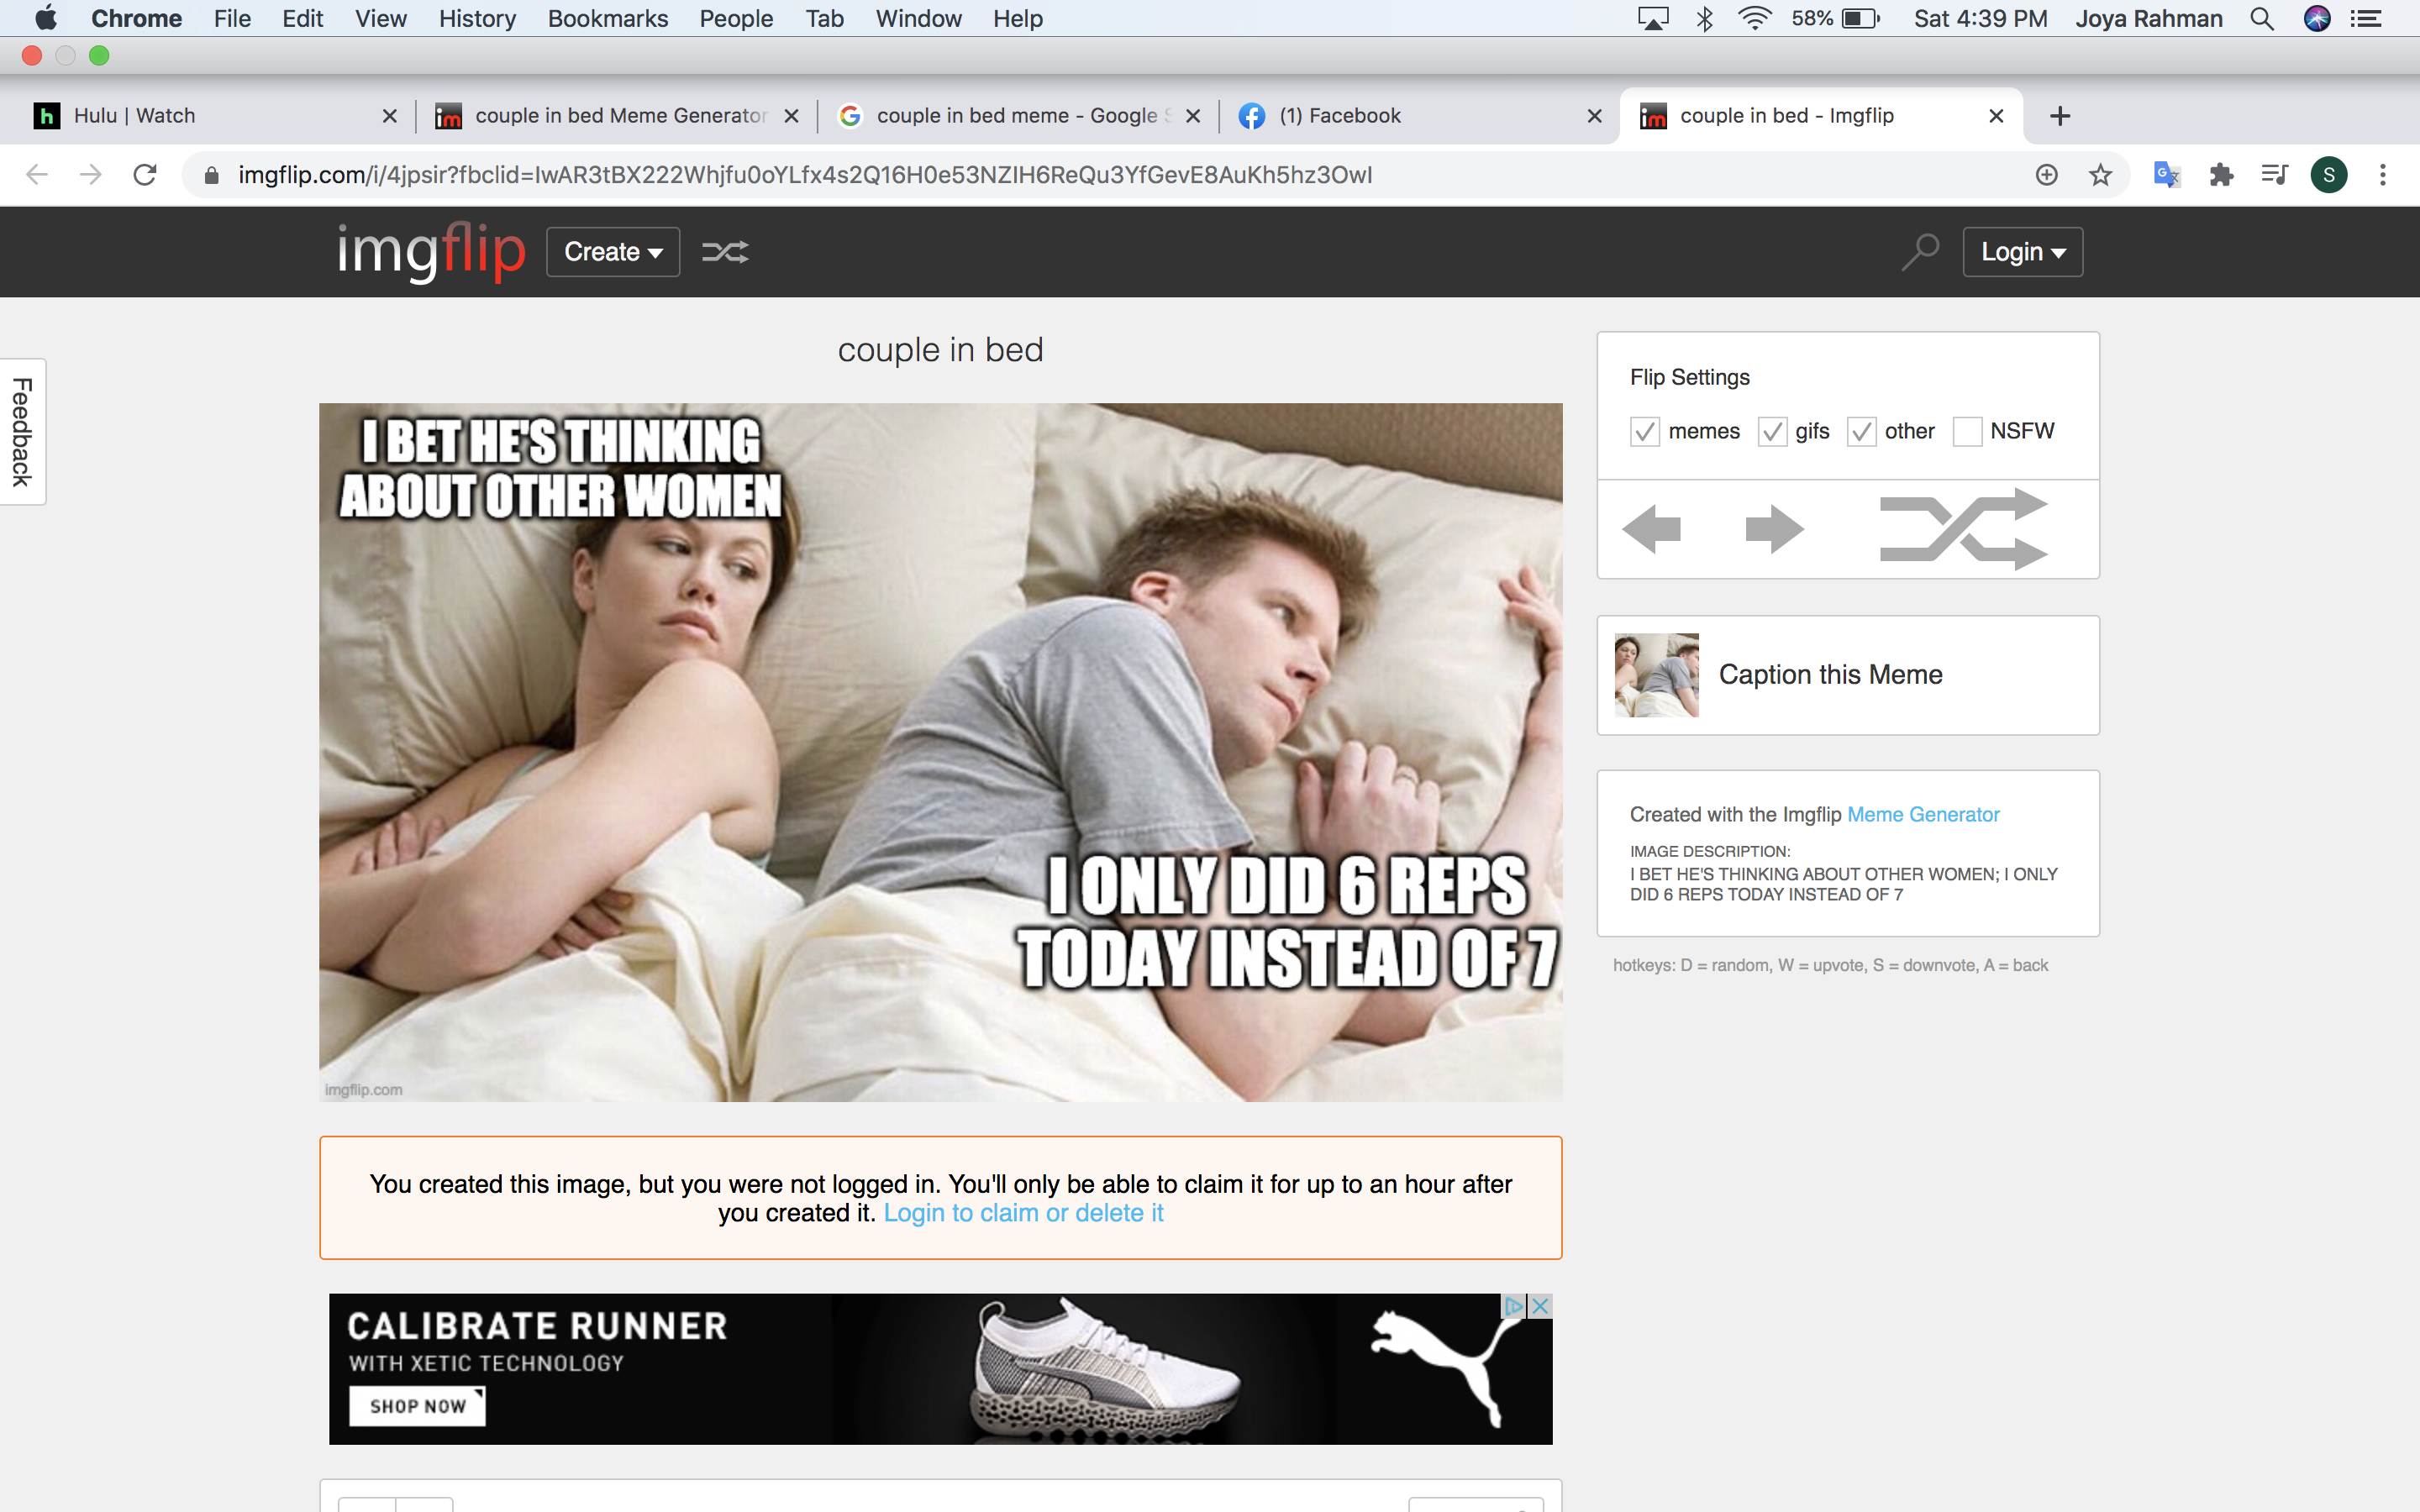 Chrome File Edit View History Bookmarks People Tab Window Help 58% Sat 4:39 PM Joya Rahman
Hulu | Watch
couple in bed Meme Generator
couple in bed meme - Google S
(1) Facebook
couple in bed - Imgflip
imgflip.com/i/4jpsir?fbclid=IwAR3tBX222Whjfu0oYLfx4s2Q16H0e53NZIH6ReQu3YfGevE8AuKh5hz3OwI
S
imgflip Create Login
Feedback
couple in bed
I BET HE'S THINKING
ABOUT OTHER WOMEN
I ONLY DID 6 REPS
TODAY INSTEAD OF 7
imgflip.com
Flip Settings
memes gifs other NSFW
Caption this Meme
Created with the Imgflip Meme Generator
IMAGE DESCRIPTION:
I BET HE'S THINKING ABOUT OTHER WOMEN; I ONLY
DID 6 REPS TODAY INSTEAD OF 7
hotkeys: D = random, W = upvote, S = downvote, A = back
You created this image, but you were not logged in. You'll only be able to claim it for up to an hour after
you created it. Login to claim or delete it
CALIBRATE RUNNER
WITH XETIC TECHNOLOGY
SHOP NOW